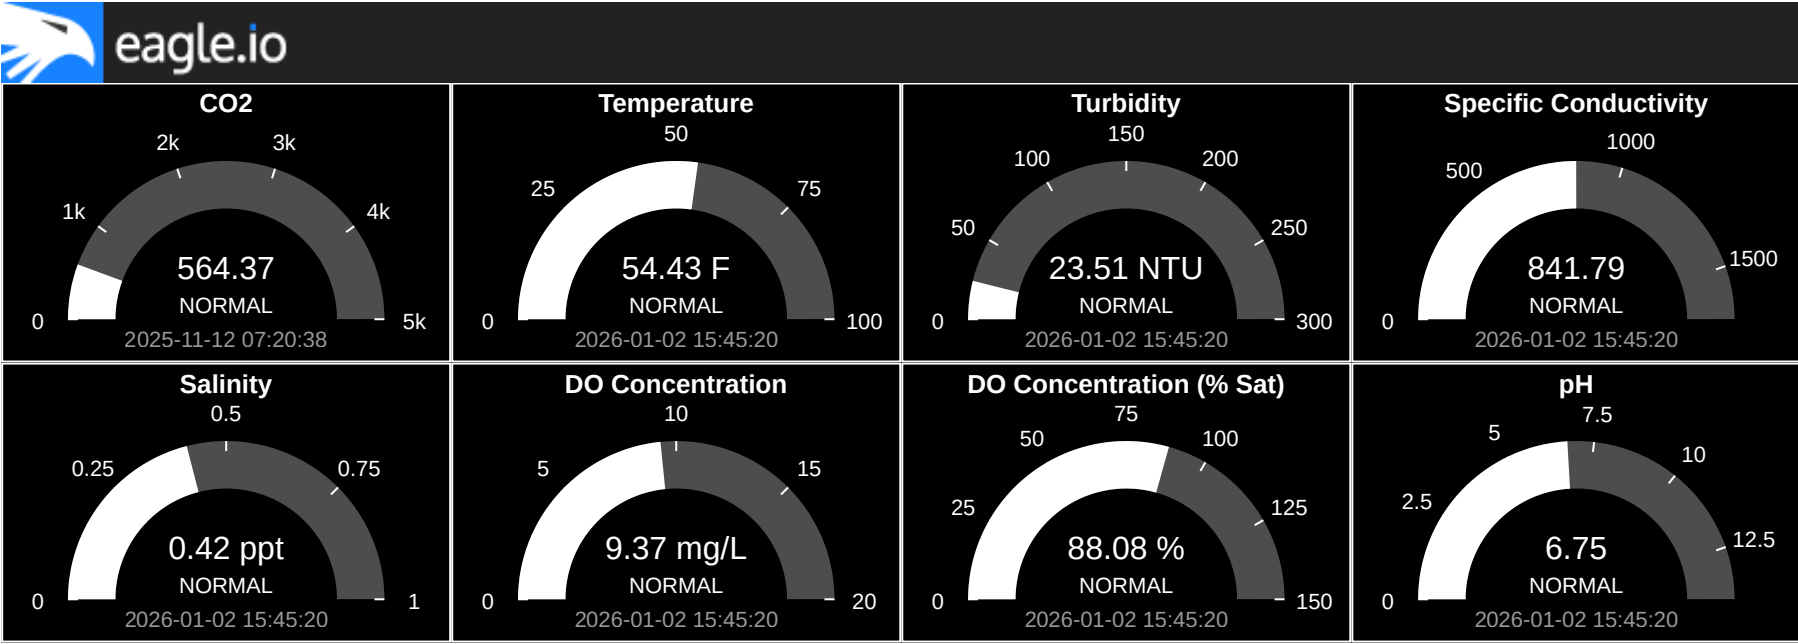 eagle.io
CO2
2k
3k
1k
4k
564.37
NORMAL
0
5k
2025-11-12 07:20:38
Temperature
50
25
75
54.43 F
NORMAL
0
100
2026-01-02 15:45:20
Turbidity
150
100
200
50
250
23.51 NTU
NORMAL
0
300
2026-01-02 15:45:20
Specific Conductivity
1000
500
1500
841.79
NORMAL
0
2026-01-02 15:45:20
Salinity
0.5
0.25
0.75
0.42 ppt
NORMAL
0
1
2026-01-02 15:45:20
DO Concentration
10
5
15
9.37 mg/L
NORMAL
0
20
2026-01-02 15:45:20
DO Concentration (% Sat)
75
50
100
25
125
88.08 %
NORMAL
0
150
2026-01-02 15:45:20
pH
7.5
5
10
2.5
12.5
6.75
NORMAL
0
2026-01-02 15:45:20